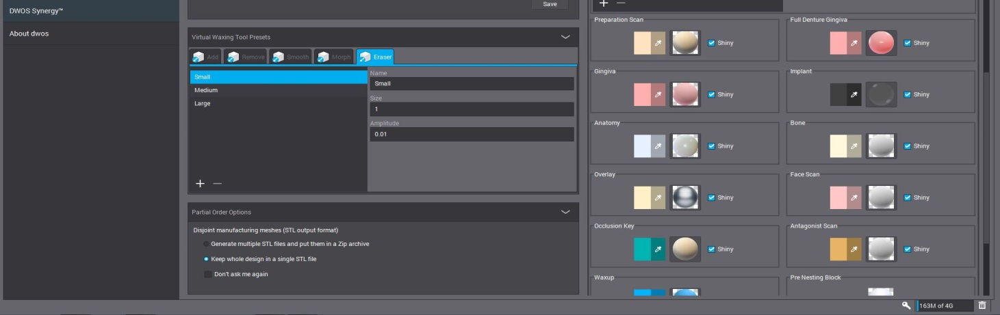 DWOS Synergy™
About dwos
Save
Virtual Waxing Tool Presets
Add Remove Smooth Morph Eraser
Small
Medium
Large
Name
Small
Size
1
Amplitude
0.01
Partial Order Options
Disjoint manufacturing meshes (STL output format)
Generate multiple STL files and put them in a Zip archive
Keep whole design in a single STL file
Don't ask me again
Preparation Scan
Shiny
Full Denture Gingiva
Shiny
Gingiva
Shiny
Implant
Shiny
Anatomy
Shiny
Bone
Shiny
Overlay
Shiny
Face Scan
Shiny
Occlusion Key
Shiny
Antagonist Scan
Shiny
Waxup
Pre Nesting Block
163M of 4G